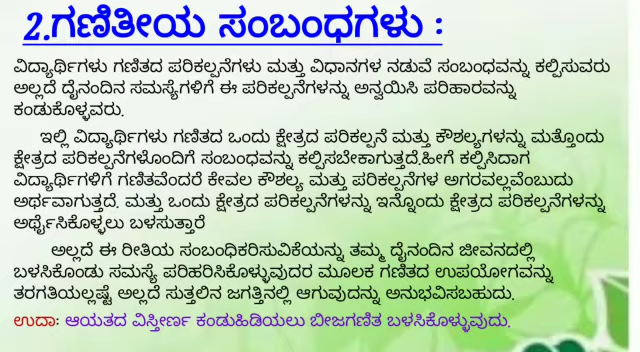 2.ಗಣಿತೀಯ ಸಂಬಂಧಗಳು :
ವಿದ್ಯಾರ್ಥಿಗಳು ಗಣಿತದ ಪರಿಕಲ್ಪನೆಗಳು ಮತ್ತು ವಿಧಾನಗಳ ನಡುವೆ ಸಂಬಂಧವನ್ನು ಕಲ್ಪಿಸುವರು
ಅಲ್ಲದೆ ದೈನಂದಿನ ಸಮಸ್ಯೆಗಳಿಗೆ ಈ ಪರಿಕಲ್ಪನೆಗಳನ್ನು ಅನ್ವಯಿಸಿ ಪರಿಹಾರವನ್ನು
ಕಂಡುಕೊಳ್ಳವರು.
ಇಲ್ಲಿ ವಿದ್ಯಾರ್ಥಿಗಳು ಗಣಿತದ ಒಂದು ಕ್ಷೇತ್ರದ ಪರಿಕಲ್ಪನೆ ಮತ್ತು ಕೌಶಲ್ಯಗಳನ್ನು ಮತ್ತೊಂದು
ಕ್ಷೇತ್ರದ ಪರಿಕಲ್ಪನೆಗಳೊಂದಿಗೆ ಸಂಬಂಧವನ್ನು ಕಲ್ಪಿಸಬೇಕಾಗುತ್ತದೆ.ಹೀಗೆ ಕಲ್ಪಿಸಿದಾಗ
ವಿದ್ಯಾರ್ಥಿಗಳಿಗೆ ಗಣಿತವೆಂದರೆ ಕೇವಲ ಕೌಶಲ್ಯ ಮತ್ತು ಪರಿಕಲ್ಪನೆಗಳ ಅಗರವಲ್ಲವೆಂಬುದು
ಅರ್ಥವಾಗುತ್ತದೆ. ಮತ್ತು ಒಂದು ಕ್ಷೇತ್ರದ ಪರಿಕಲ್ಪನೆಗಳನ್ನು ಇನ್ನೊಂದು ಕ್ಷೇತ್ರದ ಪರಿಕಲ್ಪನೆಗಳನ್ನು
ಅರ್ಥೈಸಿಕೊಳ್ಳಲು ಬಳಸುತ್ತಾರೆ
ಅಲ್ಲದೆ ಈ ರೀತಿಯ ಸಂಬಂಧಿಕರಿಸುವಿಕೆಯನ್ನು ತಮ್ಮ ದೈನಂದಿನ ಜೀವನದಲ್ಲಿ
ಬಳಸಿಕೊಂಡು ಸಮಸ್ಯೆ ಪರಿಹರಿಸಿಕೊಳ್ಳುವುದರ ಮೂಲಕ ಗಣಿತದ ಉಪಯೋಗವನ್ನು
ತರಗತಿಯಲ್ಲಷ್ಟೆ ಅಲ್ಲದೆ ಸುತ್ತಲಿನ ಜಗತ್ತಿನಲ್ಲಿ ಆಗುವುದನ್ನು ಅನುಭವಿಸಬಹುದು.
ಉದಾ: ಆಯತದ ವಿಸ್ತೀರ್ಣ ಕಂಡುಹಿಡಿಯಲು ಬೀಜಗಣಿತ ಬಳಸಿಕೊಳ್ಳುವುದು.